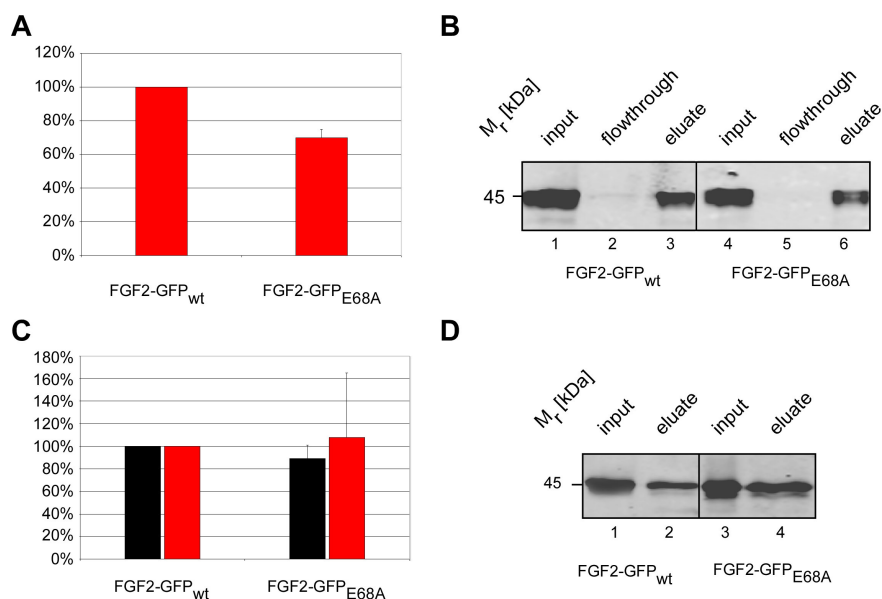 A
120%
100%
80%
60%
40%
20%
0%
FGF2-GFPwt
FGF2-GFPE68A
B
Mr [kDa]
input
flowthrough
eluate
input
flowthrough
eluate
45
1 2 3 4 5 6
FGF2-GFPwt
FGF2-GFPE68A
C
180%
160%
140%
120%
100%
80%
60%
40%
20%
0%
FGF2-GFPwt
FGF2-GFPE68A
D
Mr [kDa]
input
eluate
input
eluate
45
1 2 3 4
FGF2-GFPwt
FGF2-GFPE68A